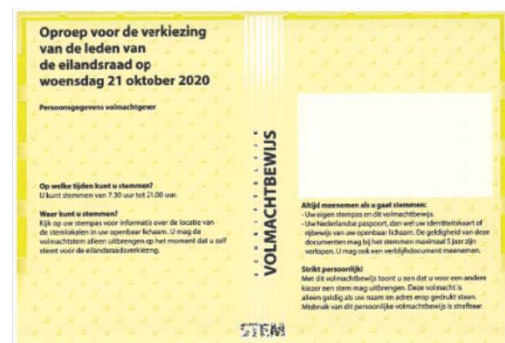 Oproep voor de verkiezing
van de leden van
de eilandsraad op
woensdag 21 oktober 2020
Persoonsgegevens volmachtgever
Op welke tijden kunt u stemmen?
U kunt stemmen van 7.30 uur tot 21.00 uur.
Waar kunt u stemmen?
Kijk op uw stempas voor informatie over de locatie van
de stemlokalen in uw openbaar lichaam. U mag de
volmachtstem alleen uitbrengen op het moment dat u zelf
stemt voor de eilandsraadsverkiezing.
SCHRIFTELIJK
VOLMACHTBEWIJS
Altijd meenemen als u gaat stemmen:
- Uw eigen stempas en dit volmachtbewijs.
- Uw Nederlandse paspoort, dan wel uw identiteitskaart of
rijbewijs van uw openbaar lichaam. De geldigheid van deze
documenten mag bij het stemmen maximaal 5 jaar zijn
verlopen. U mag ook een verblijfsdocument meenemen.
Strikt persoonlijk!
Met dit volmachtbewijs toont u aan dat u voor een andere
kiezer een stem mag uitbrengen. Deze volmacht is
alleen geldig als uw naam en adres erop gedrukt staan.
Misbruik van dit persoonlijke volmachtbewijs is strafbaar.
STEM